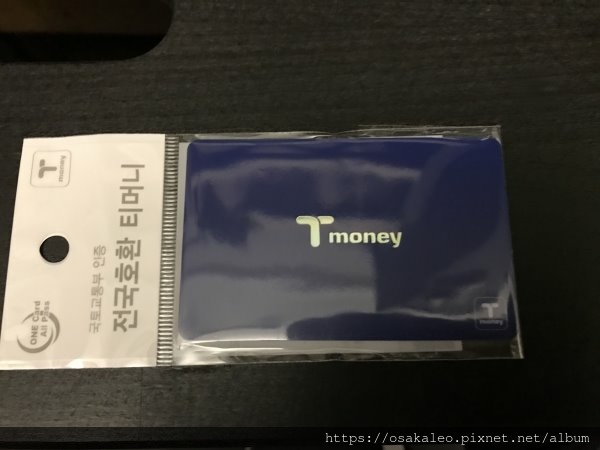 T
money
국토교통부 인증
전국호환 티머니
ONE Card
All Pass
T money
T
money
https://osakaleo.pixnet.net/album